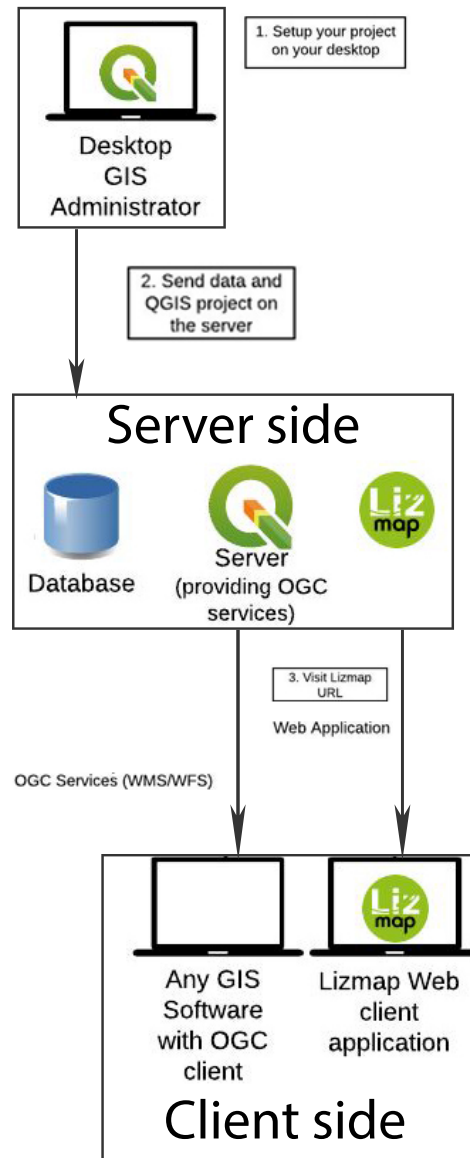 1. Setup your project
on your desktop
Desktop
GIS
Administrator
2. Send data and
QGIS project on
the server
Server side
Liz
map
Database
Server
(providing OGC
services)
3. Visit Lizmap
URL
Web Application
OGC Services (WMS/WFS)
Liz
map
Any GIS
Software
with OGC
client
Lizmap Web
client
application
Client side